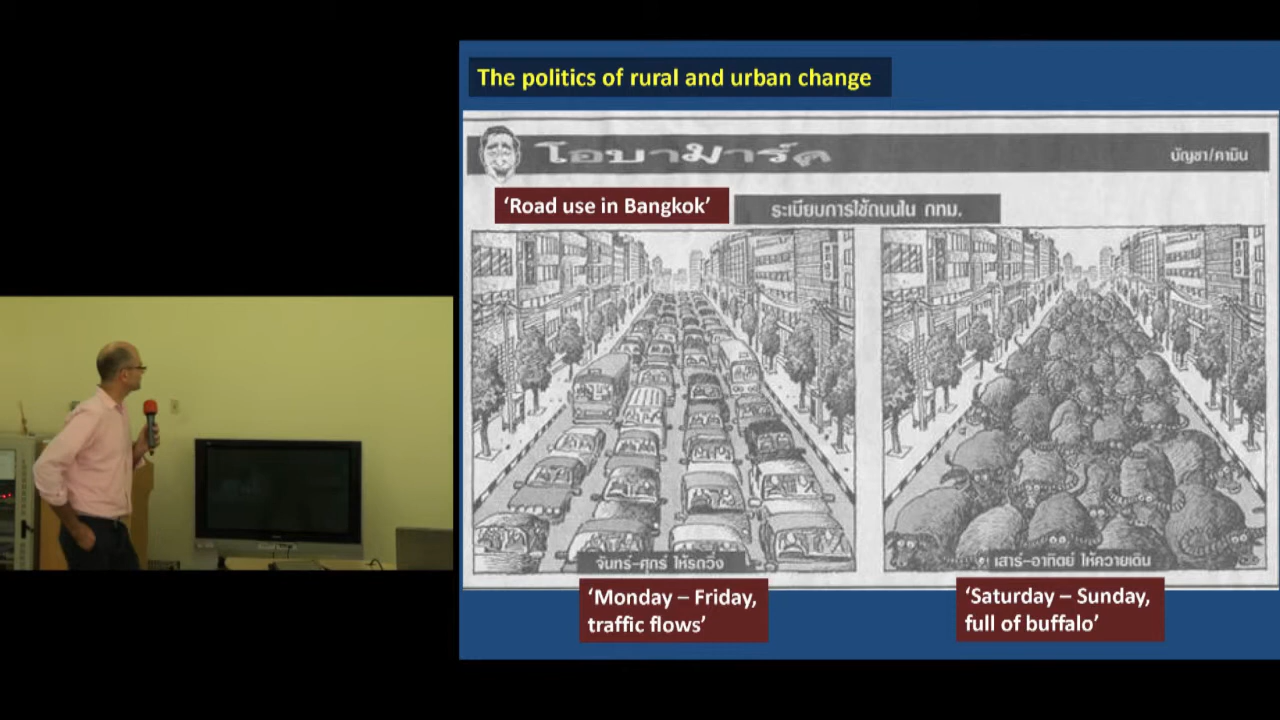 The politics of rural and urban change
โอบามาร์ค
บัญชา/คามิน
‘Road use in Bangkok’
ระเบียบการใช้ถนนใน กทม.
จันทร์-ศุกร์ ให้รถวิ่ง
เสาร์-อาทิตย์ ให้ควายเดิน
‘Monday – Friday,
traffic flows’
‘Saturday – Sunday,
full of buffalo’